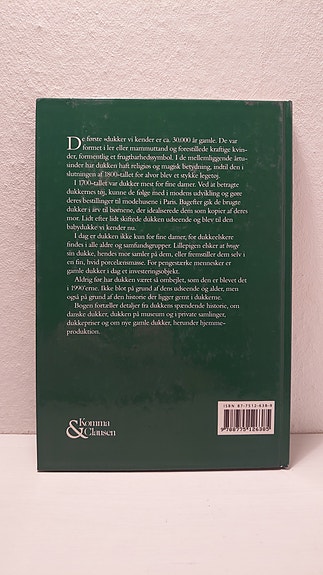 De første »dukker vi kender er ca. 30.000 år gamle. De var
formet i ler eller mammuttand og forestillede kraftige kvin-
der, formentlig et frugtbarhedssymbol. I de mellemliggende årtu-
sinder har dukken haft religiøs og magisk betydning, indtil den i
slutningen af 1800-tallet for alvor blev et stykke legetøj.
I 1700-tallet var dukker mest for fine damer. Ved at betragte
dukkernes tøj, kunne de følge med i modens udvikling og gøre
deres bestillinger til modehusene i Paris. Bagefter gik de brugte
dukker i arv til børnene, der idealiserede dem som kopier af deres
mor. Lidt efter lidt skiftede dukken udseende og blev til den
babydukke vi kender nu.
I dag er dukken ikke kun for fine damer, for dukkeelskere
findes i alle aldre og samfundsgrupper. Lillepigen elsker at bruge
sin dukke, hendes mor samler på dem, eller fremstiller dem selv i
en fin, hvid porcelænsmasse. For pengestærke mennesker er
gamle dukker i dag et investeringsobjekt.
Aldrig før har dukken været så ombejlet, som den er blevet det
i 1990'erne. Ikke blot på grund af dens udseende og alder, men
også på grund af den historie der ligger gemt i dukkerne.
Bogen fortæller detaljer fra dukkens spændende historie, om
danske dukker, dukken på museum og i private samlinger,
dukkepriser og om nye gamle dukker, herunder hjemme-
produktion.
ISBN 87-7512-638-5
9 788775 126385
Komma
& Clausen